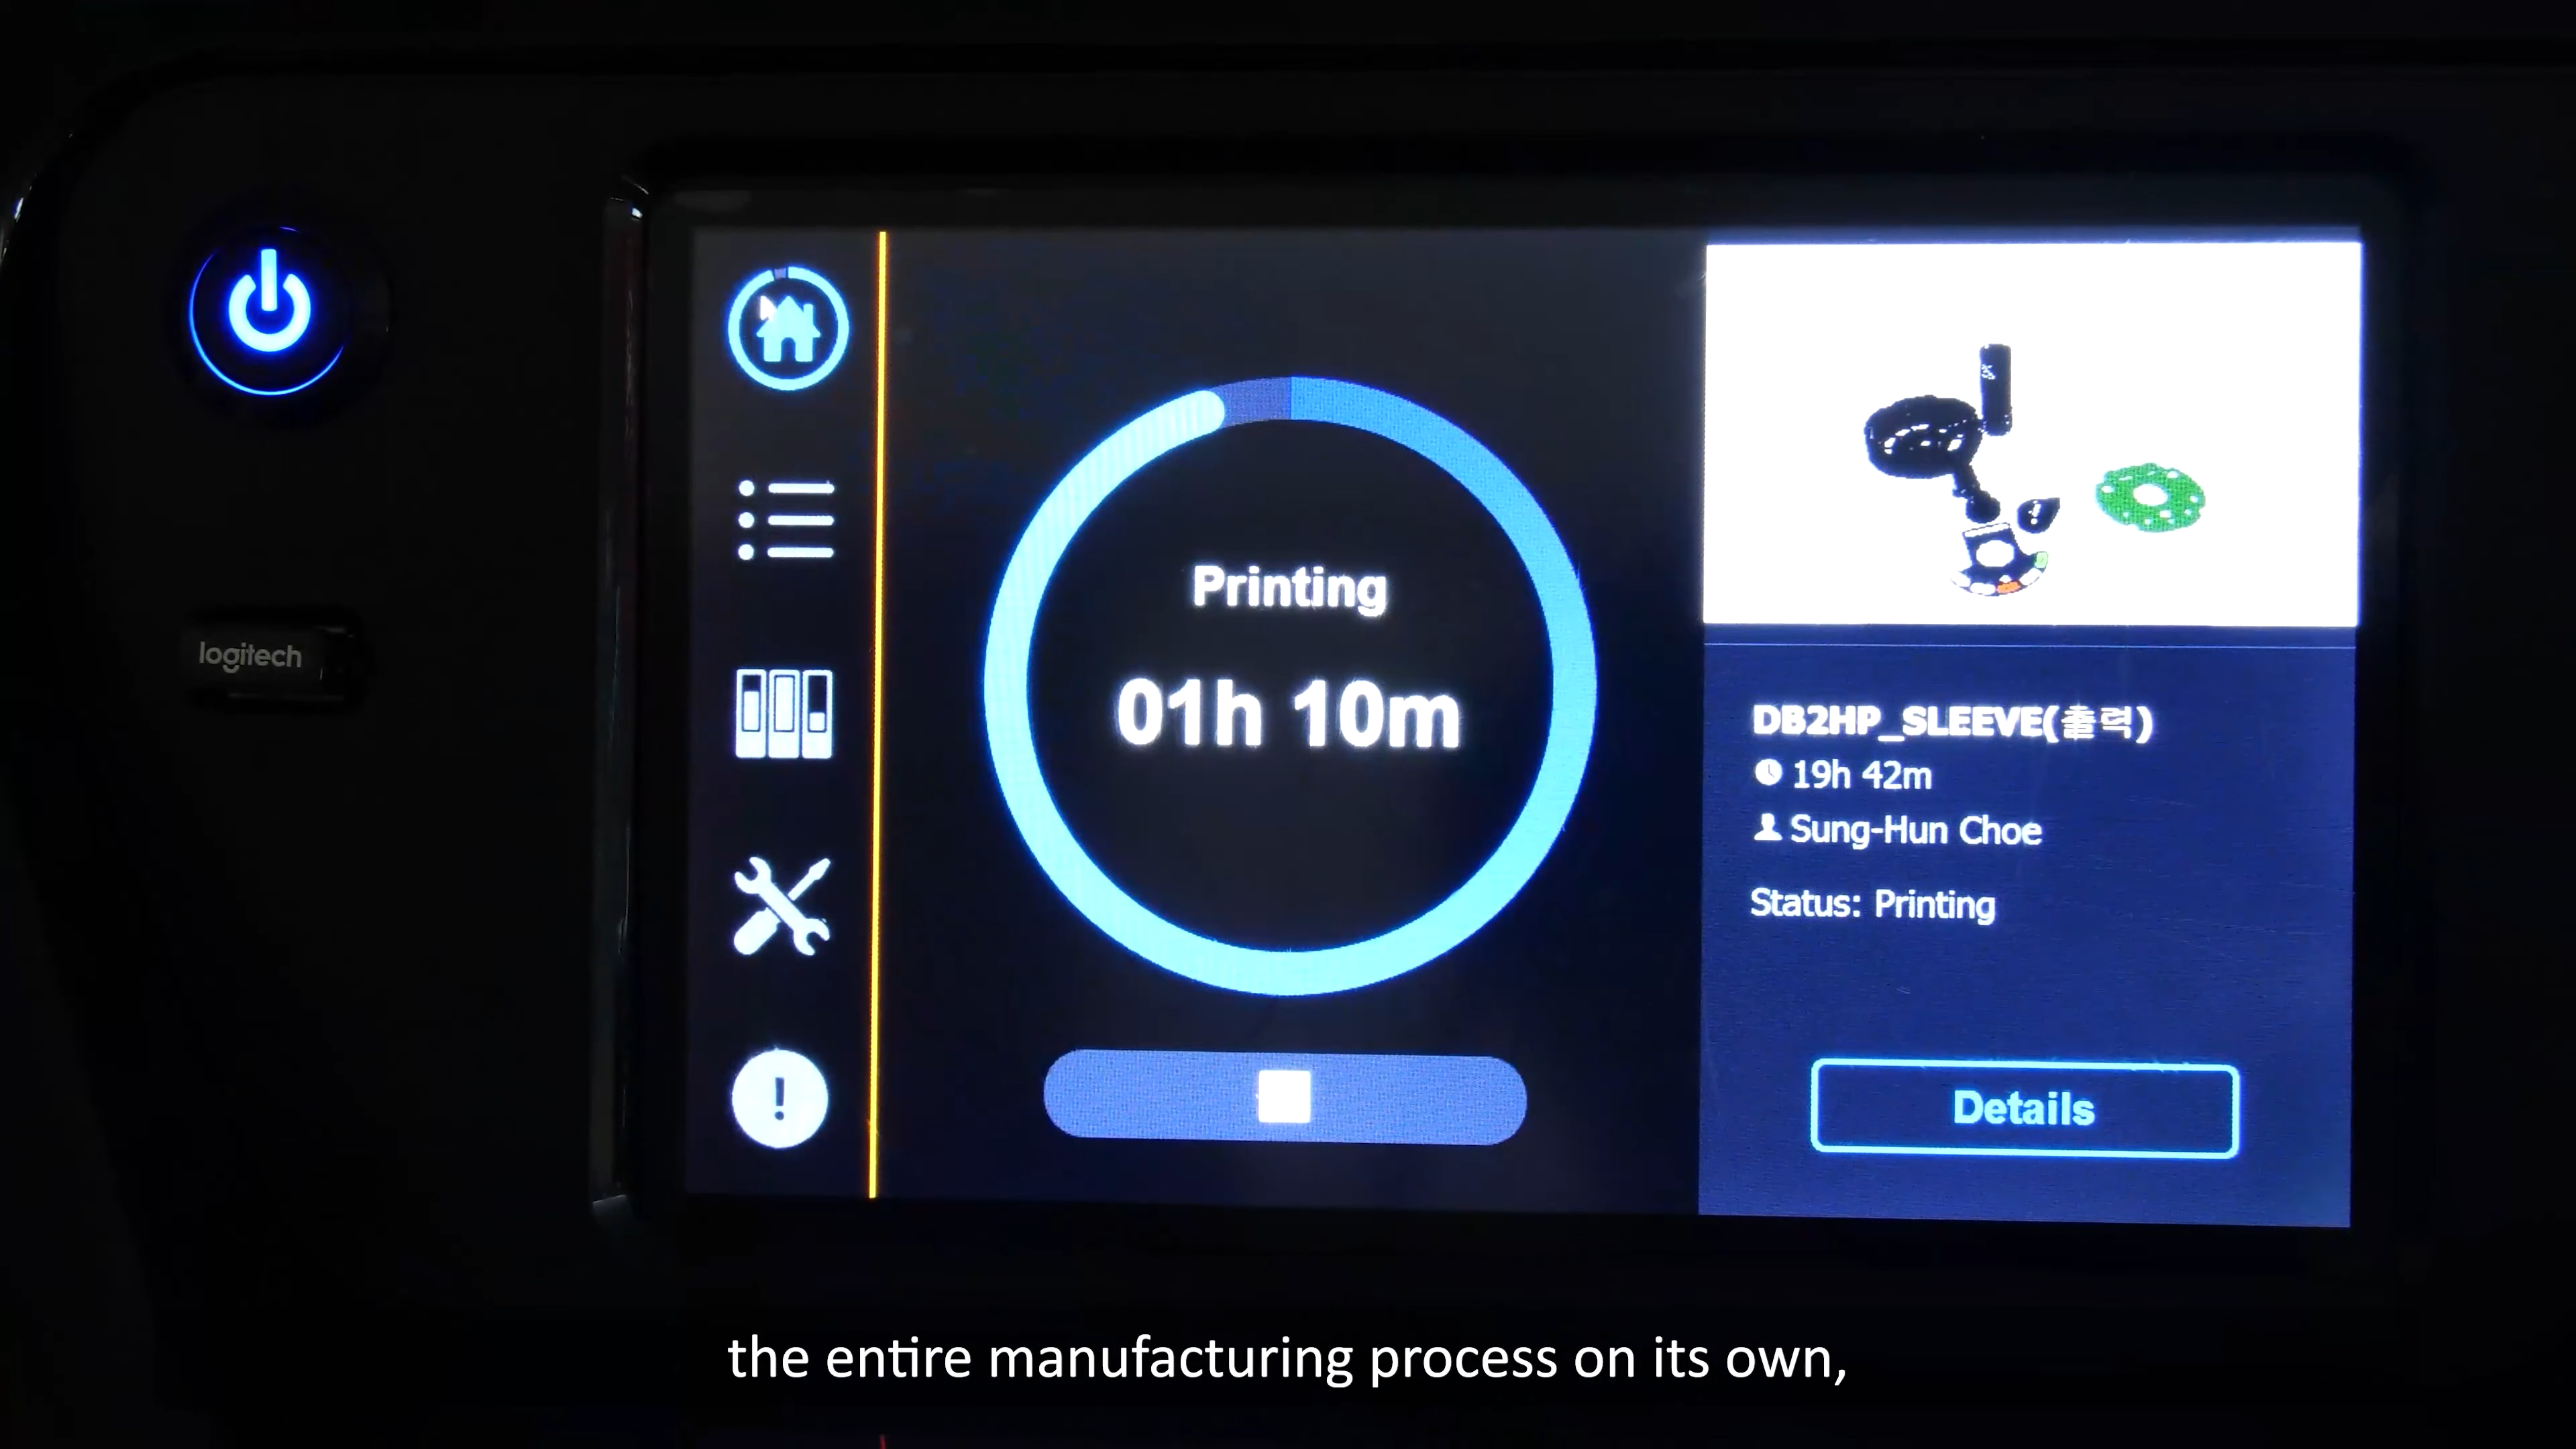 logitech
Printing
01h 10m
DB2HP_SLEEVE(출력)
19h 42m
Sung-Hun Choe
Status: Printing
Details
the entire manufacturing process on its own,